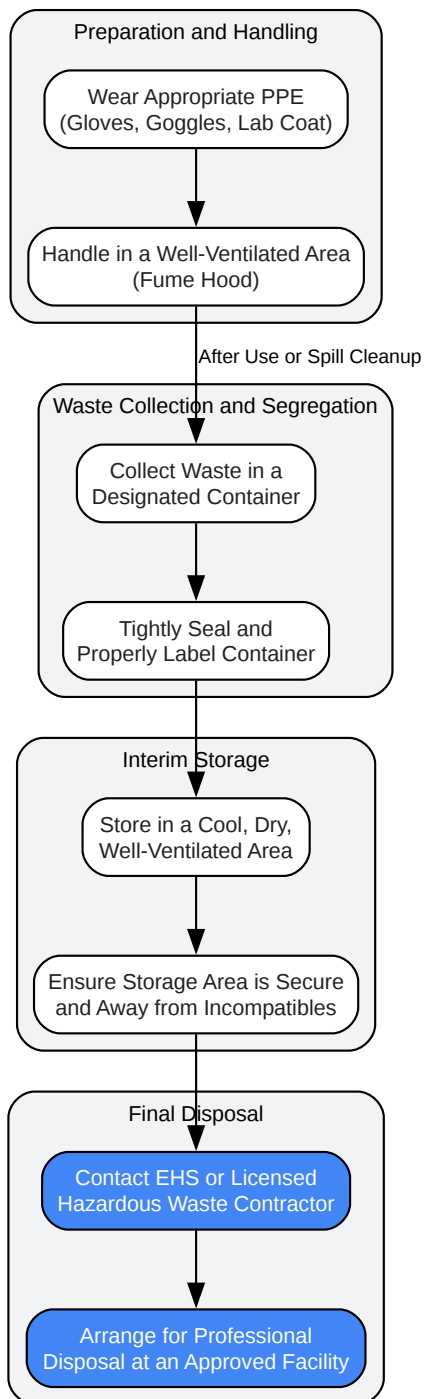 Preparation and Handling
Wear Appropriate PPE
(Gloves, Goggles, Lab Coat)
Handle in a Well-Ventilated Area
(Fume Hood)
After Use or Spill Cleanup
Waste Collection and Segregation
Collect Waste in a
Designated Container
Tightly Seal and
Properly Label Container
Interim Storage
Store in a Cool, Dry,
Well-Ventilated Area
Ensure Storage Area is Secure
and Away from Incompatibles
Final Disposal
Contact EHS or Licensed
Hazardous Waste Contractor
Arrange for Professional
Disposal at an Approved Facility